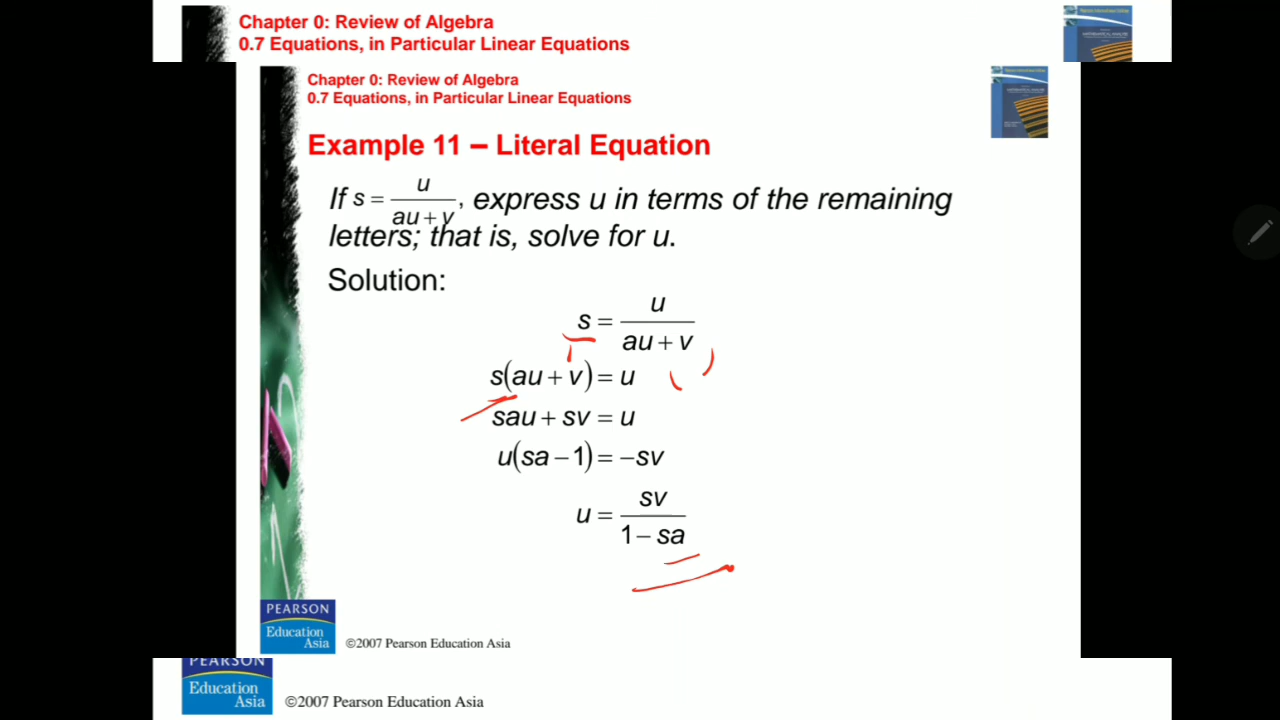 Chapter 0: Review of Algebra
0.7 Equations, in Particular Linear Equations
Chapter 0: Review of Algebra
0.7 Equations, in Particular Linear Equations
Example 11 – Literal Equation
If s = u/(au + v), express u in terms of the remaining
letters; that is, solve for u.
Solution:
s = u/(au + v)
s(au + v) = u
sau + sv = u
u(sa − 1) = −sv
u = sv/(1 − sa)
PEARSON
Education
Asia
©2007 Pearson Education Asia
PEARSON
Education
Asia
©2007 Pearson Education Asia